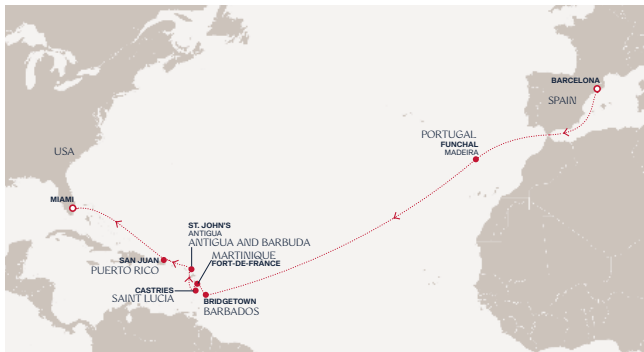 BARCELONA
SPAIN
PORTUGAL
FUNCHAL
MADEIRA
USA
MIAMI
ST. JOHN'S
ANTIGUA
ANTIGUA AND BARBUDA
MARTINIQUE
FORT-DE-FRANCE
SAN JUAN
PUERTO RICO
CASTRIES
SAINT LUCIA
BRIDGETOWN
BARBADOS